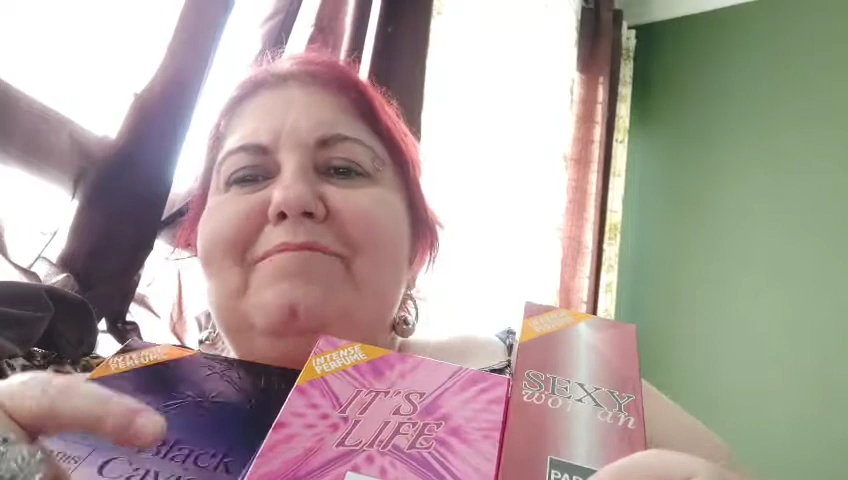 INTENSE
PERFUME
Black
INTENSE
PERFUME
IT'S
LIFE
INTENSE
PERFUME
SEXY
woman